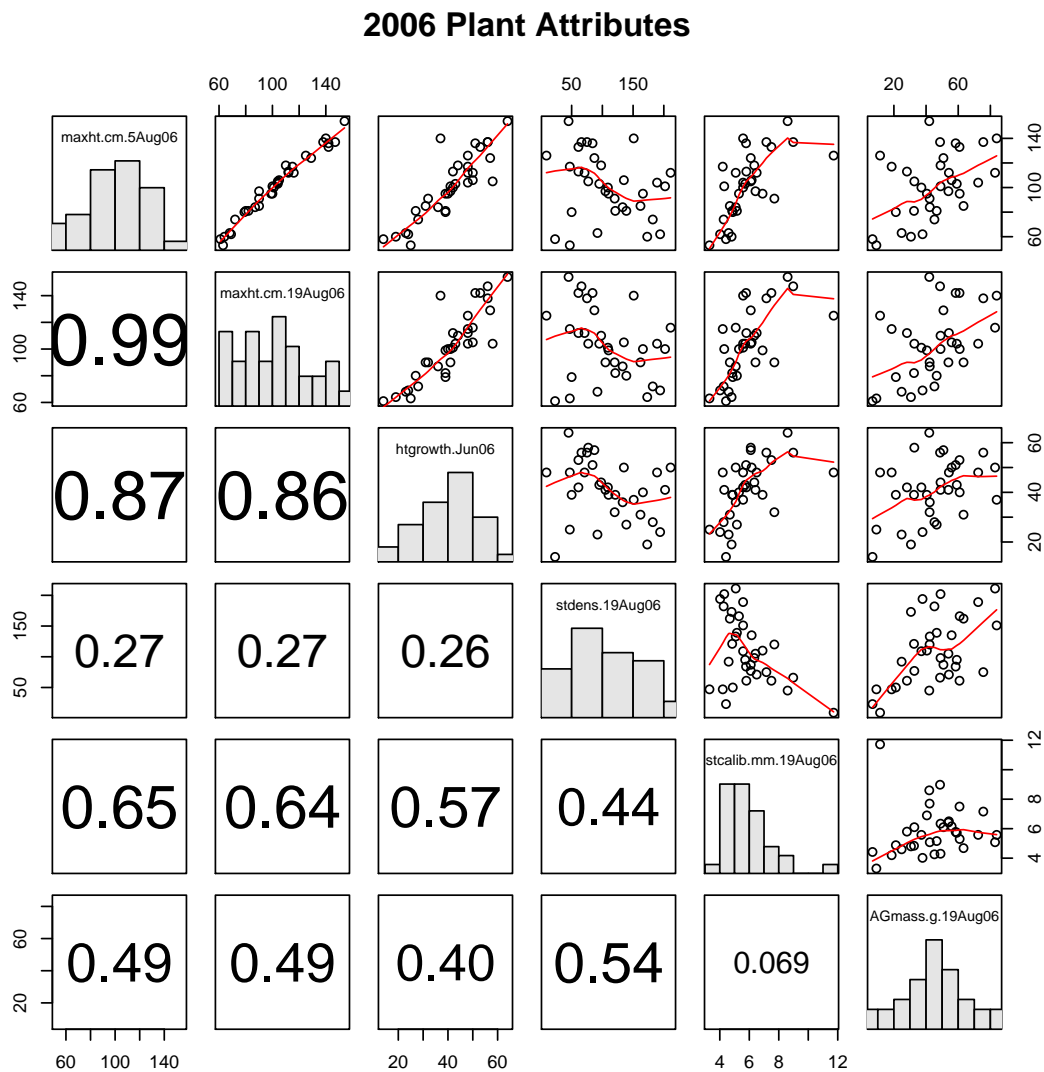 2006 Plant Attributes
60 100 140
50 150
20 60
maxht.cm.5Aug06
60 100 140
60 100 140
0.99
maxht.cm.19Aug06
0.87
0.86
htgrowth.Jun06
20 40 60
50 150
0.27
0.27
0.26
stdens.19Aug06
0.65
0.64
0.57
0.44
stcalib.mm.19Aug06
4 6 8 12
20 60
0.49
0.49
0.40
0.54
0.069
AGmass.g.19Aug06
60 100 140
20 40 60
4 6 8 12